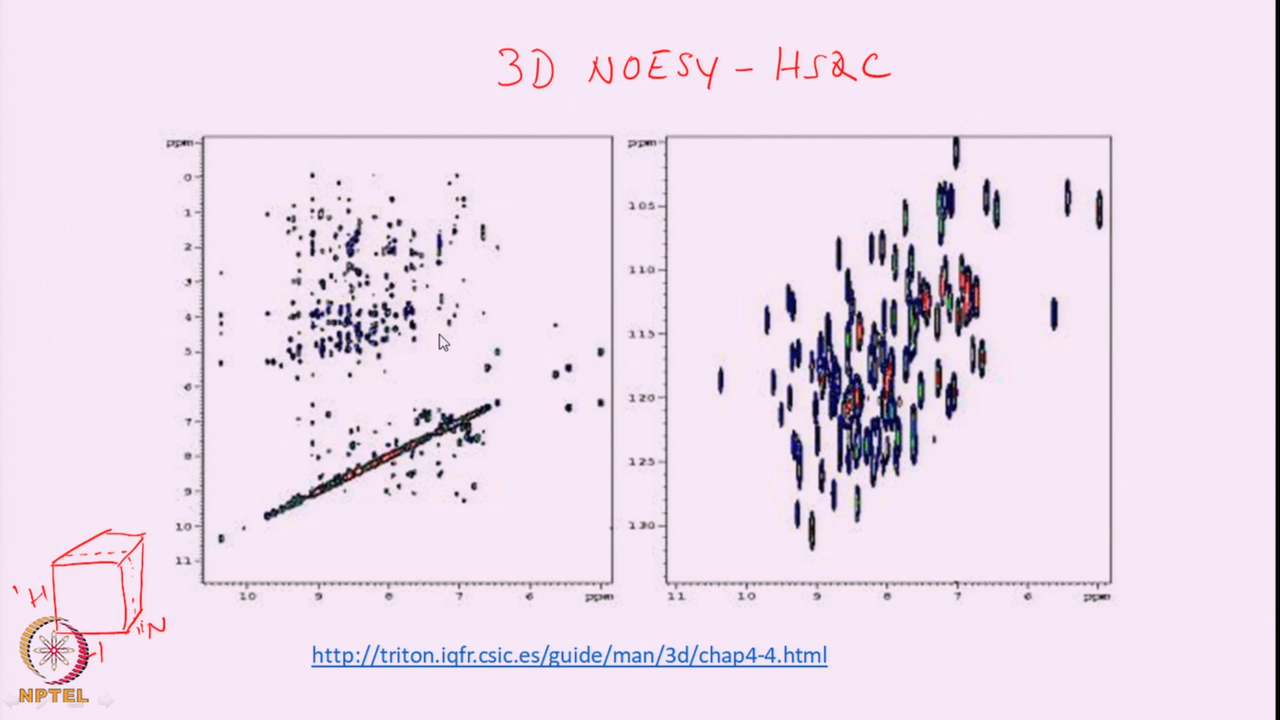 3D NOESY - HSQC
ppm
0
1
2
3
4
5
6
7
8
9
10
11
10 9 8 7 ppm
ppm
105
110
115
120
125
130
11 10 9 8 7 ppm
¹H
¹⁵N
http://triton.iqfr.csic.es/guide/man/3d/chap4-4.html
NPTEL